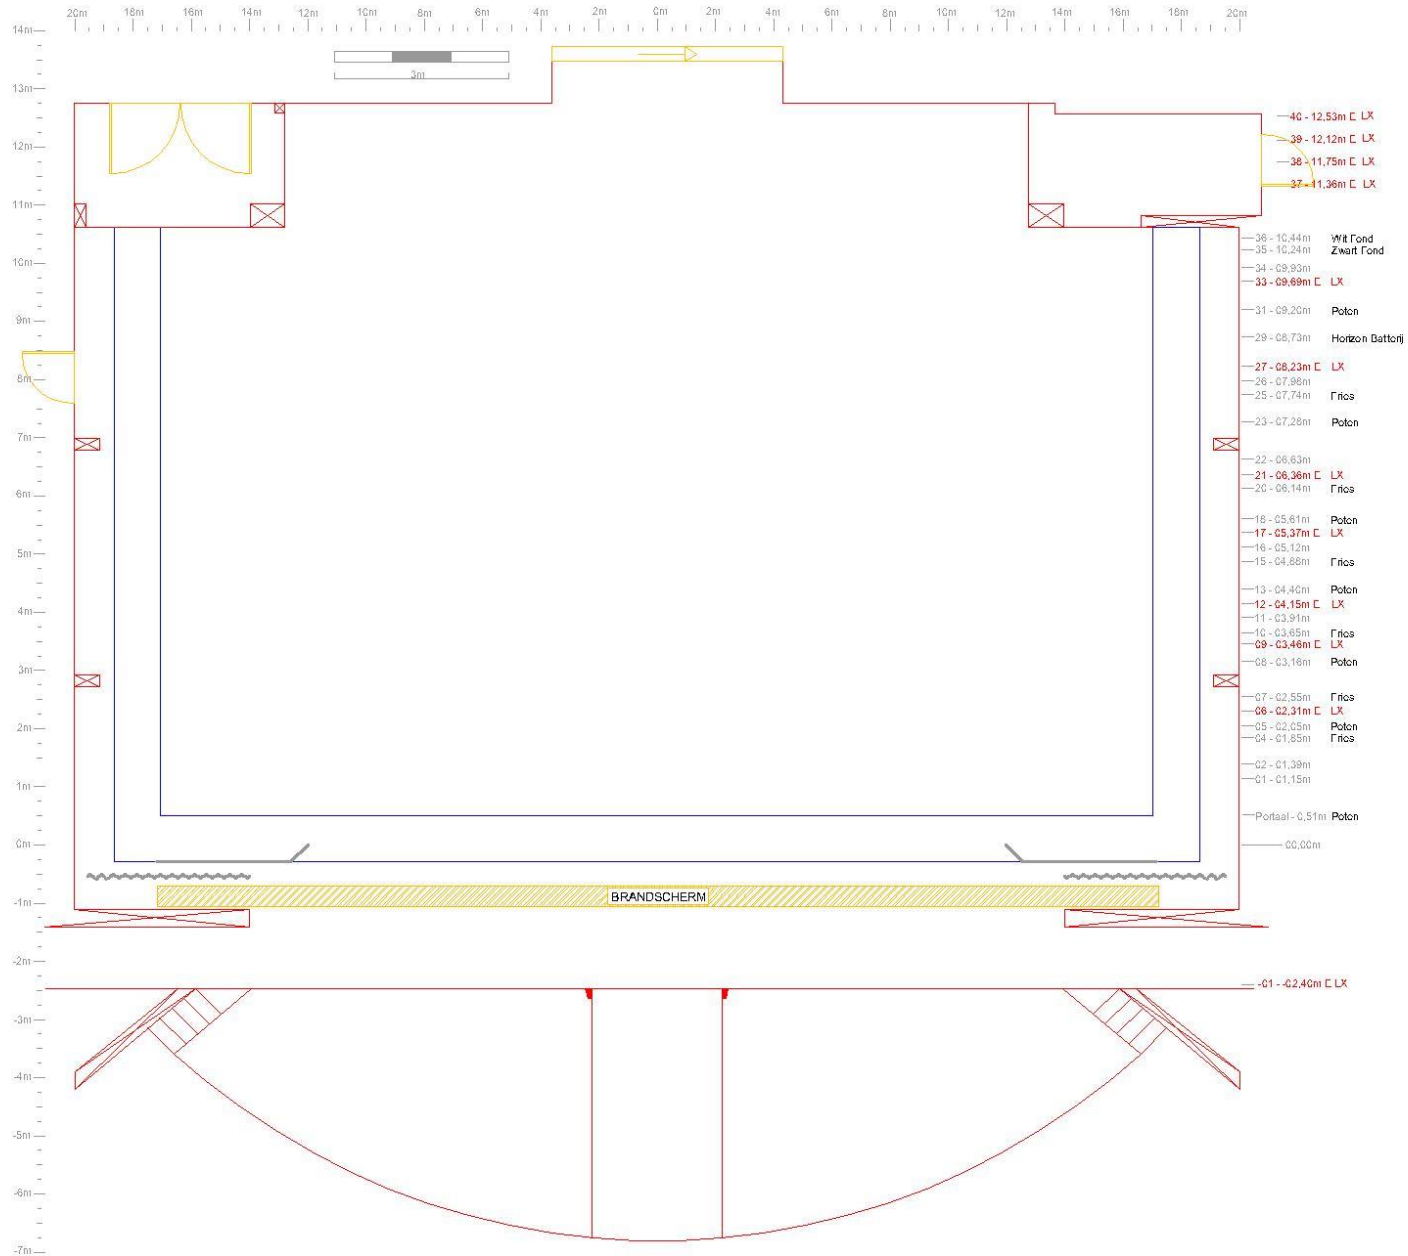 20m 18m 16m 14m 12m 10m 8m 6m 4m 2m 0m 2m 4m 6m 8m 10m 12m 14m 16m 18m 20m
14m
3m
13m
40 - 12,53m E LX
12m
39 - 12,12m E LX
38 - 11,75m E LX
37 - 11,36m E LX
11m
36 - 10,44m Wit Fond
35 - 10,24m Zwart Fond
10m
34 - 09,93m
33 - 09,69m E LX
31 - 09,20m Poten
9m
29 - 08,73m Horizon Batterij
27 - 08,23m E LX
8m
26 - 07,98m
25 - 07,74m Fries
23 - 07,28m Poten
7m
22 - 06,63m
21 - 06,36m E LX
20 - 06,14m Fries
6m
18 - 05,61m Poten
17 - 05,37m E LX
16 - 05,12m
5m
15 - 04,88m Fries
13 - 04,40m Poten
12 - 04,15m E LX
4m
11 - 03,91m
10 - 03,65m Fries
09 - 03,46m E LX
08 - 03,16m Poten
3m
07 - 02,55m Fries
06 - 02,31m E LX
05 - 02,05m Poten
2m
04 - 01,85m Fries
02 - 01,39m
01 - 01,15m
1m
Portaal - 0,51m Poten
0m
00,00m
BRANDSCHERM
-1m
-2m
-01 - -02,40m E LX
-3m
-4m
-5m
-6m
-7m